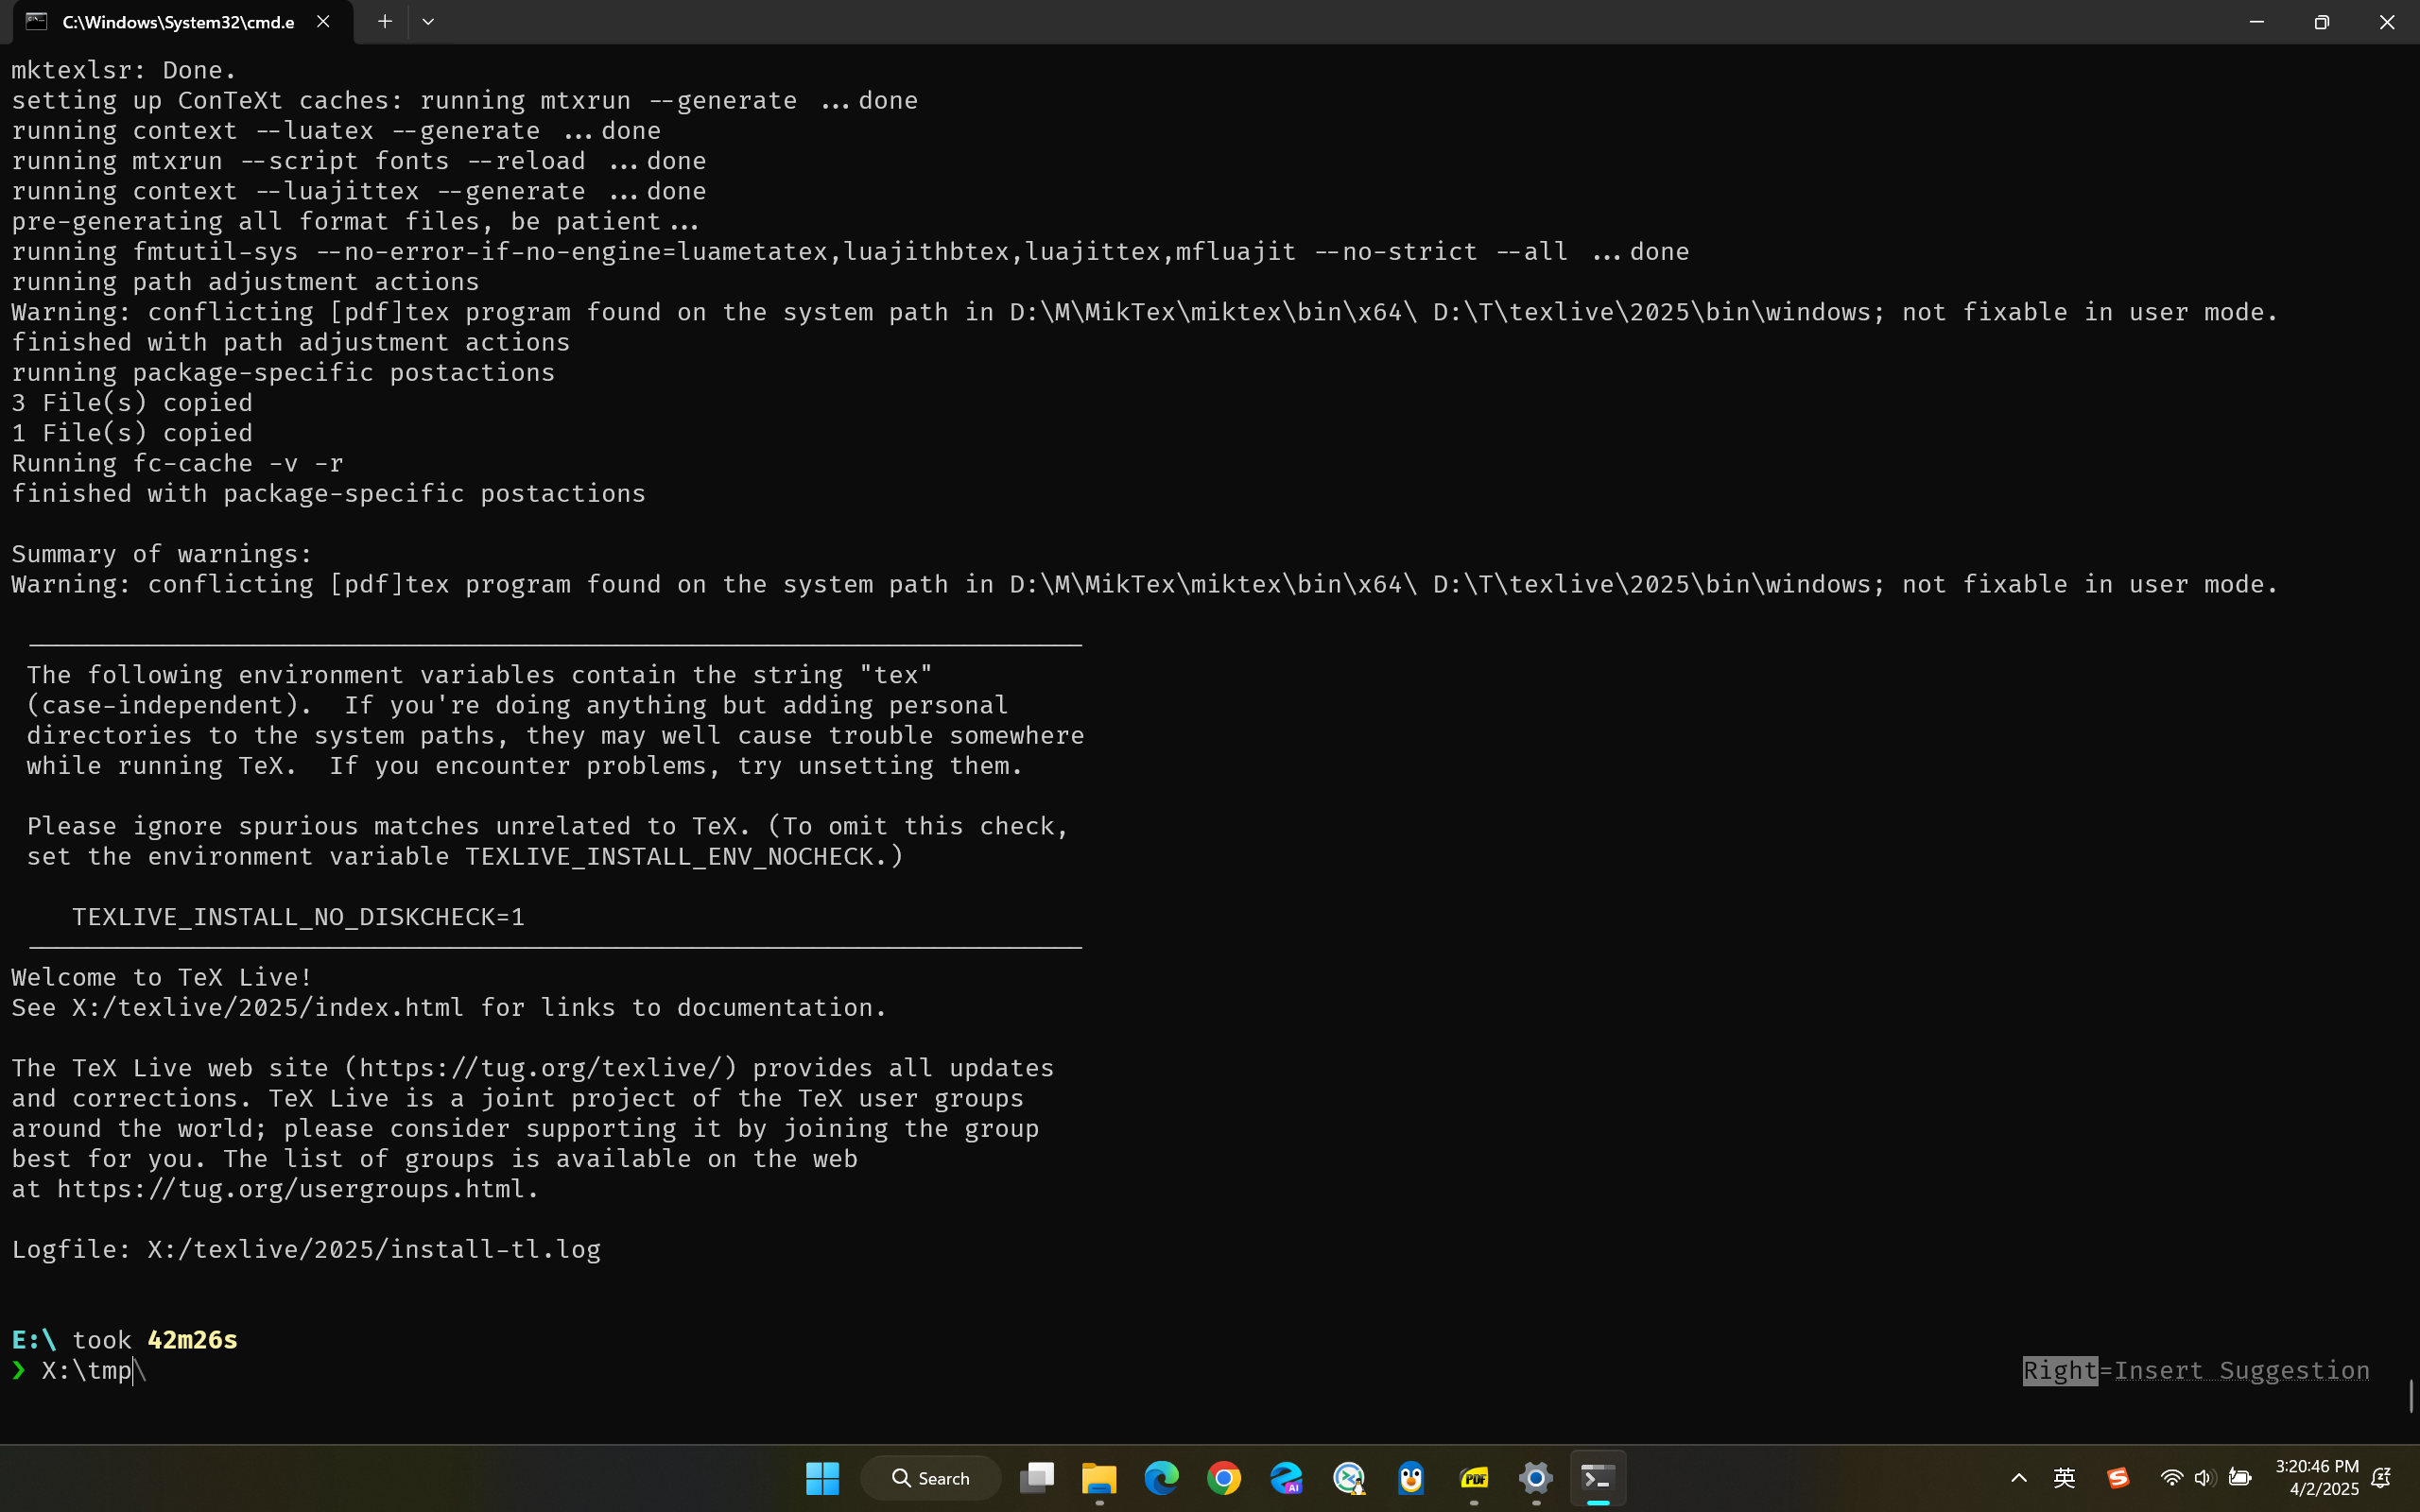 C:\Windows\System32\cmd.e
mktexlsr: Done.
setting up ConTeXt caches: running mtxrun --generate ...done
running context --luatex --generate ...done
running mtxrun --script fonts --reload ...done
running context --luajittex --generate ...done
pre-generating all format files, be patient...
running fmtutil-sys --no-error-if-no-engine=luametatex,luajithbtex,luajittex,mfluajit --no-strict --all ...done
running path adjustment actions
Warning: conflicting [pdf]tex program found on the system path in D:\M\MikTex\miktex\bin\x64\ D:\T\texlive\2025\bin\windows; not fixable in user mode.
finished with path adjustment actions
running package-specific postactions
3 File(s) copied
1 File(s) copied
Running fc-cache -v -r
finished with package-specific postactions
Summary of warnings:
Warning: conflicting [pdf]tex program found on the system path in D:\M\MikTex\miktex\bin\x64\ D:\T\texlive\2025\bin\windows; not fixable in user mode.
The following environment variables contain the string "tex"
(case-independent).  If you're doing anything but adding personal
directories to the system paths, they may well cause trouble somewhere
while running TeX.  If you encounter problems, try unsetting them.
Please ignore spurious matches unrelated to TeX. (To omit this check,
set the environment variable TEXLIVE_INSTALL_ENV_NOCHECK.)
TEXLIVE_INSTALL_NO_DISKCHECK=1
Welcome to TeX Live!
See X:/texlive/2025/index.html for links to documentation.
The TeX Live web site (https://tug.org/texlive/) provides all updates
and corrections. TeX Live is a joint project of the TeX user groups
around the world; please consider supporting it by joining the group
best for you. The list of groups is available on the web
at https://tug.org/usergroups.html.
Logfile: X:/texlive/2025/install-tl.log
E:\ took 42m26s
❯ X:\tmp\
Right=Insert Suggestion
Search
AI
PDF
英
S
3:20:46 PM
4/2/2025